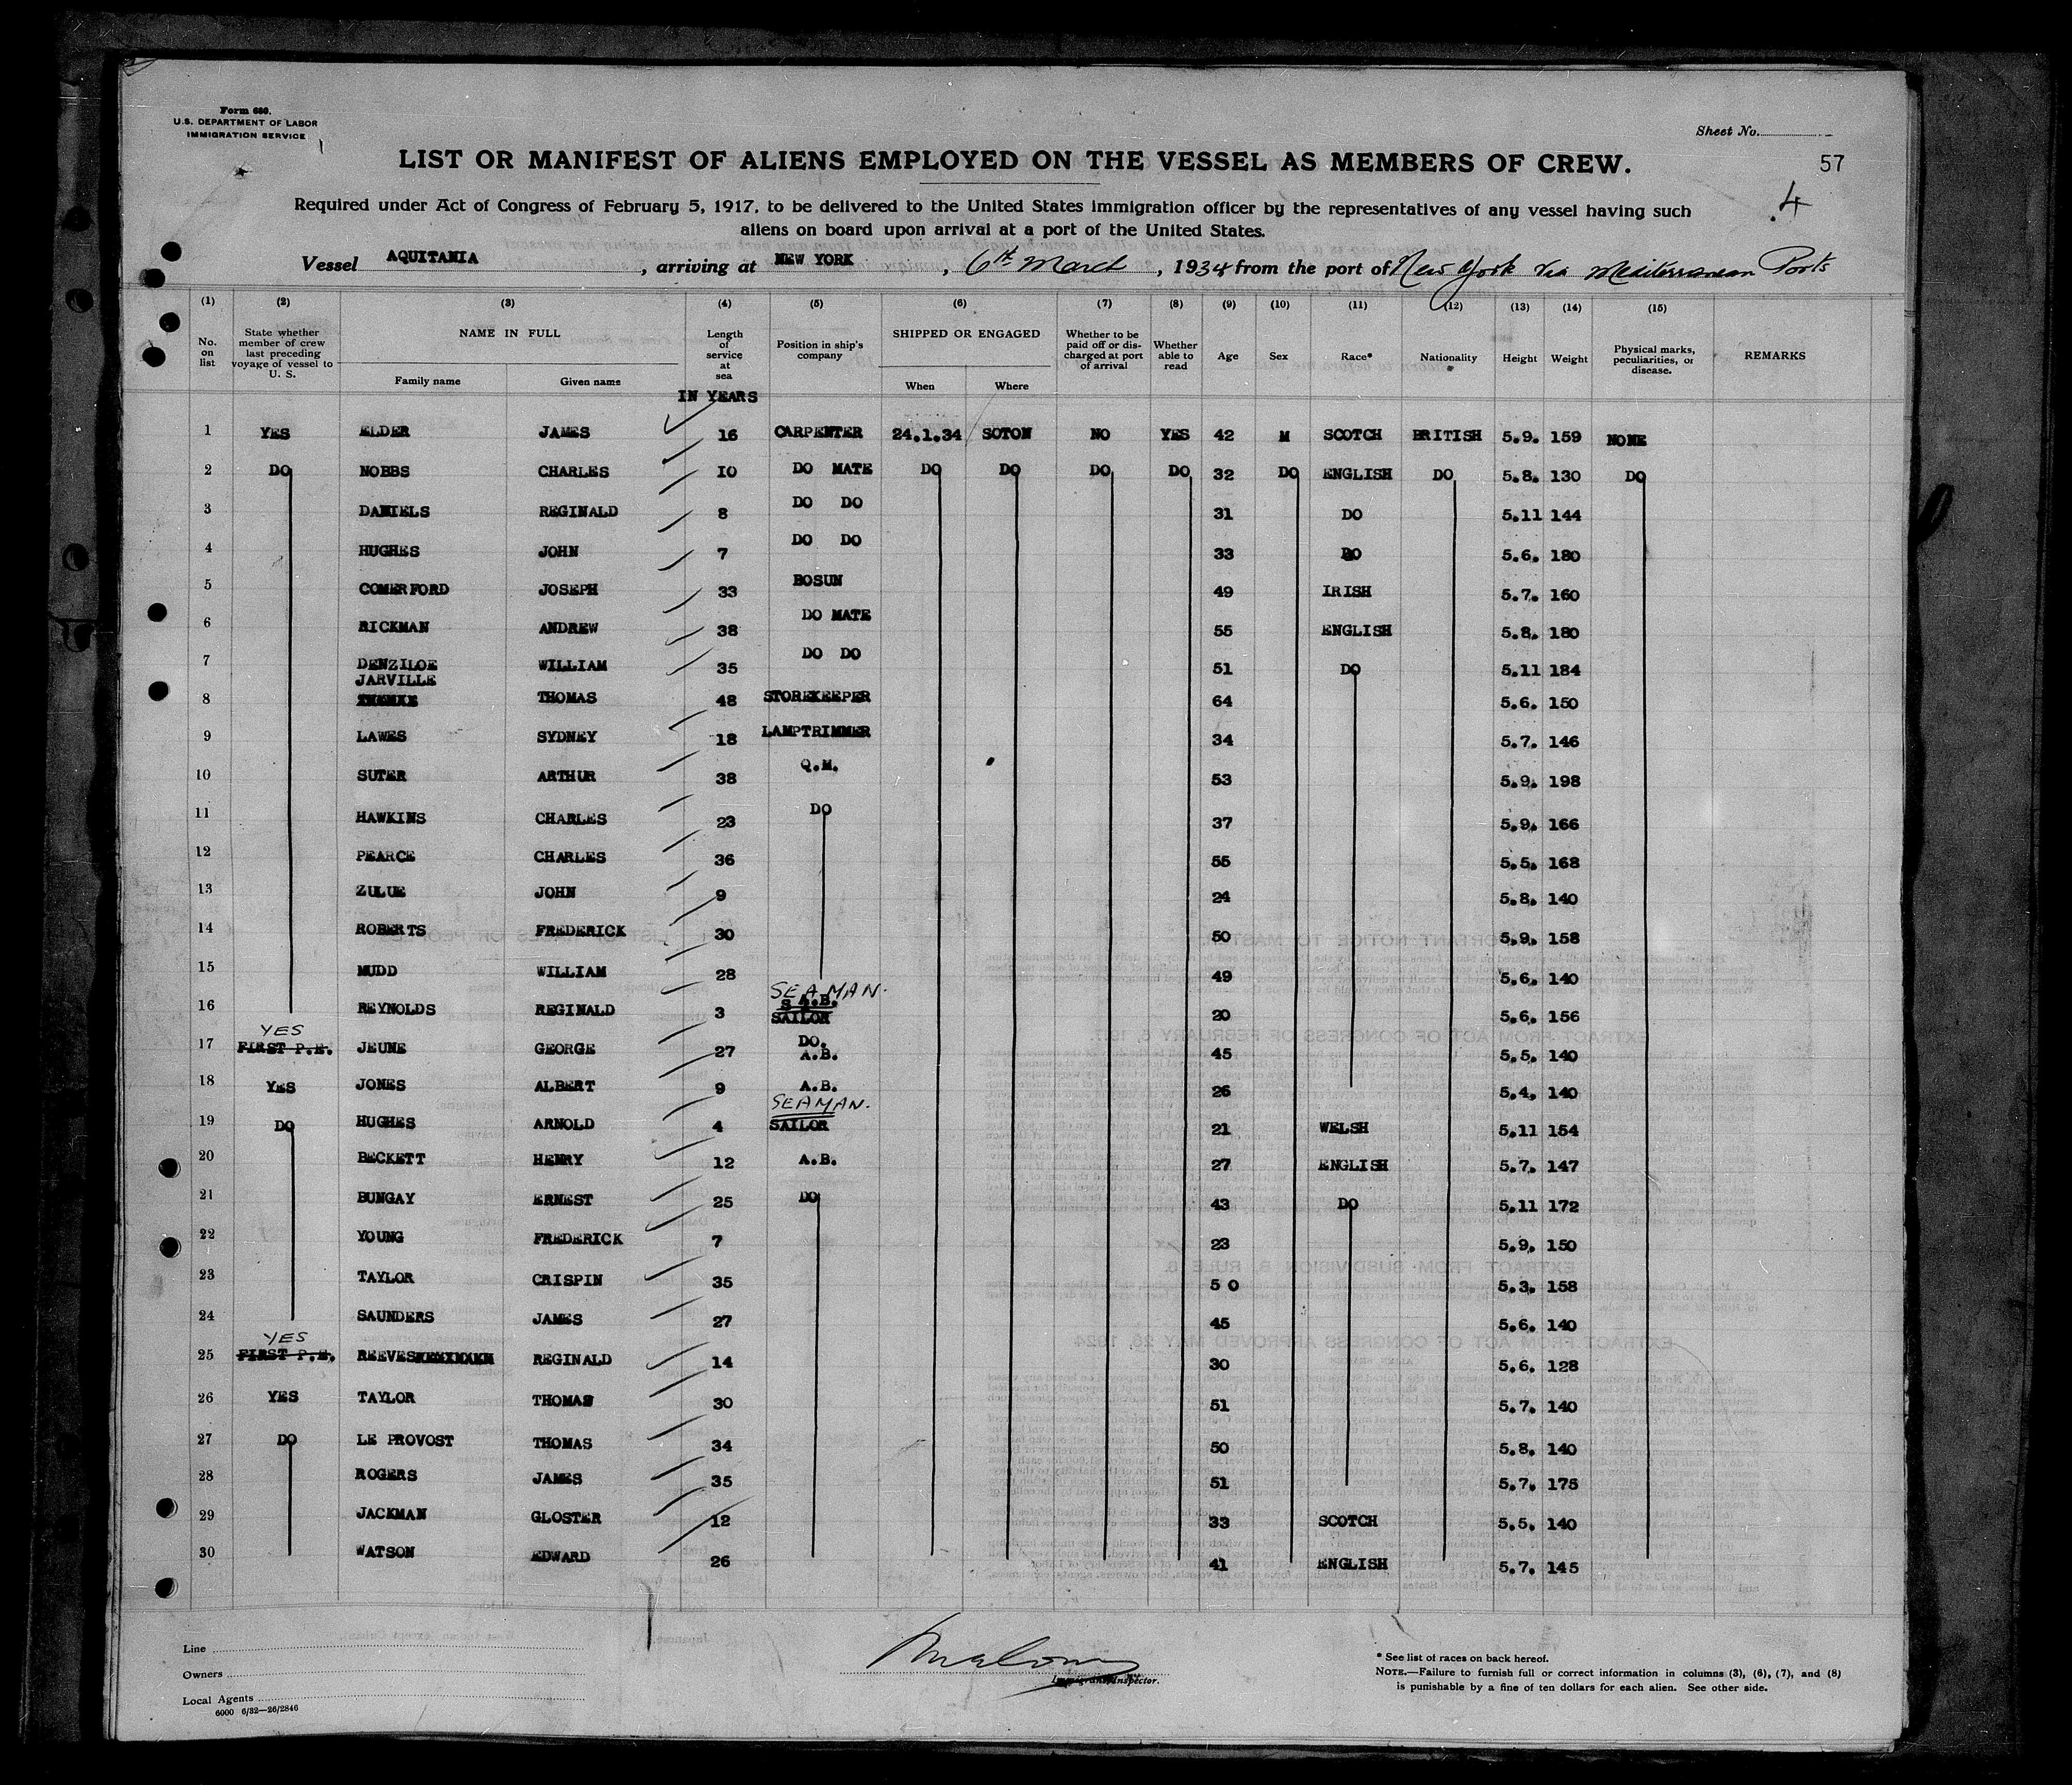 Form 680.
U.S. DEPARTMENT OF LABOR
IMMIGRATION SERVICE
Sheet No.
LIST OR MANIFEST OF ALIENS EMPLOYED ON THE VESSEL AS MEMBERS OF CREW.
57
4
Required under Act of Congress of February 5, 1917, to be delivered to the United States immigration officer by the representatives of any vessel having such
aliens on board upon arrival at a port of the United States.
Vessel AQUITANIA, arriving at NEW YORK, 6th March, 1934 from the port of New York via Mediterranean Ports
(1) (2) (3) (4) (5) (6) (7) (8) (9) (10) (11) (12) (13) (14) (15)
No. on list State whether member of crew last preceding voyage of vessel to U. S. NAME IN FULL Family name Given name Length of service at sea Position in ship's company SHIPPED OR ENGAGED When Where Whether to be paid off or discharged at port of arrival Whether able to read Age Sex Race* Nationality Height Weight Physical marks, peculiarities, or disease. REMARKS
IN YEARS
1 YES ELDER JAMES 16 CARPENTER 24.1.34 SOTON NO YES 42 M SCOTCH BRITISH 5.9. 159 NONE
2 DO NOBBS CHARLES 10 DO MATE DO DO DO DO 32 DO ENGLISH DO 5.8. 130 DO
3 DANIELS REGINALD 8 DO DO 31 DO 5.11 144
4 HUGHES JOHN 7 DO DO 33 DO 5.6. 180
5 COMERFORD JOSEPH 33 BOSUN 49 IRISH 5.7. 160
6 RICKMAN ANDREW 38 DO MATE 55 ENGLISH 5.8. 180
7 DENZILOE WILLIAM 35 DO DO 51 DO 5.11 184
JARVILLE
8 THOMAS 48 STOREKEEPER 64 5.6. 150
9 LAWES SYDNEY 18 LAMPTRIMMER 34 5.7. 146
10 SUTER ARTHUR 38 Q.M. 53 5.9. 198
11 HAWKINS CHARLES 23 DO 37 5.9. 166
12 PEARCE CHARLES 36 55 5.5. 168
13 ZULUE JOHN 9 24 5.8. 140
14 ROBERTS FREDERICK 30 50 5.9. 158
15 MUDD WILLIAM 28 49 5.6. 140
SEAMAN.
S A.B.
16 REYNOLDS REGINALD 3 SAILOR 20 5.6. 156
YES
DO.
17 FIRST P.E. JEUNE GEORGE 27 A.B. 45 5.5. 140
18 YES JONES ALBERT 9 A.B. 26 5.4. 140
SEAMAN.
19 DO HUGHES ARNOLD 4 SAILOR 21 WELSH 5.11 154
20 BECKETT HENRY 12 A.B. 27 ENGLISH 5.7. 147
21 BUNGAY ERNEST 25 DO 43 DO 5.11 172
22 YOUNG FREDERICK 7 23 5.9. 150
23 TAYLOR CRISPIN 35 50 5.3. 158
24 SAUNDERS JAMES 27 45 5.6. 140
YES
25 FIRST P.E. REEVES REGINALD 14 30 5.6. 128
26 YES TAYLOR THOMAS 30 51 5.7. 140
27 DO LE PROVOST THOMAS 34 50 5.8. 140
28 ROGERS JAMES 35 51 5.7. 175
29 JACKMAN GLOSTER 12 33 SCOTCH 5.5. 140
30 WATSON EDWARD 26 41 ENGLISH 5.7. 145
Line
Owners
Local Agents
6000 6/32—26/2846
Immigrant Inspector.
* See list of races on back hereof.
NOTE.—Failure to furnish full or correct information in columns (3), (6), (7), and (8)
is punishable by a fine of ten dollars for each alien. See other side.